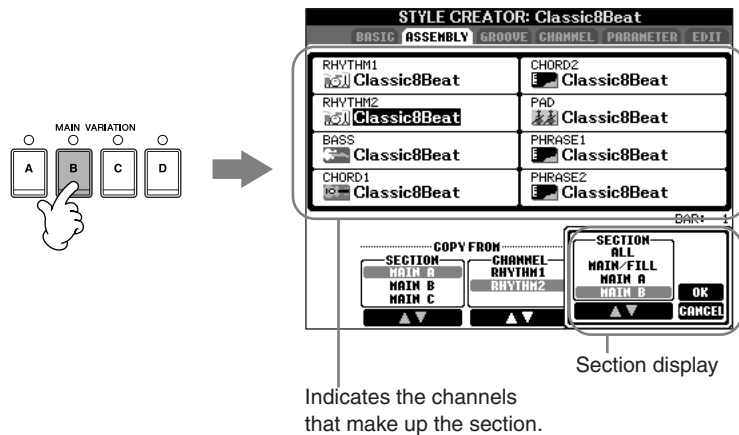 STYLE CREATOR: Classic8Beat
BASIC ASSEMBLY GROOVE CHANNEL PARAMETER EDIT
RHYTHM1
Classic8Beat
CHORD2
Classic8Beat
RHYTHM2
Classic8Beat
PAD
Classic8Beat
BASS
Classic8Beat
PHRASE1
Classic8Beat
CHORD1
Classic8Beat
PHRASE2
Classic8Beat
MAIN VARIATION
A B C D
BAR: 1
COPY FROM
SECTION
MAIN A
MAIN B
MAIN C
CHANNEL
RHYTHM1
RHYTHM2
SECTION
ALL
MAIN/FILL
MAIN A
MAIN B
OK
CANCEL
Section display
Indicates the channels
that make up the section.